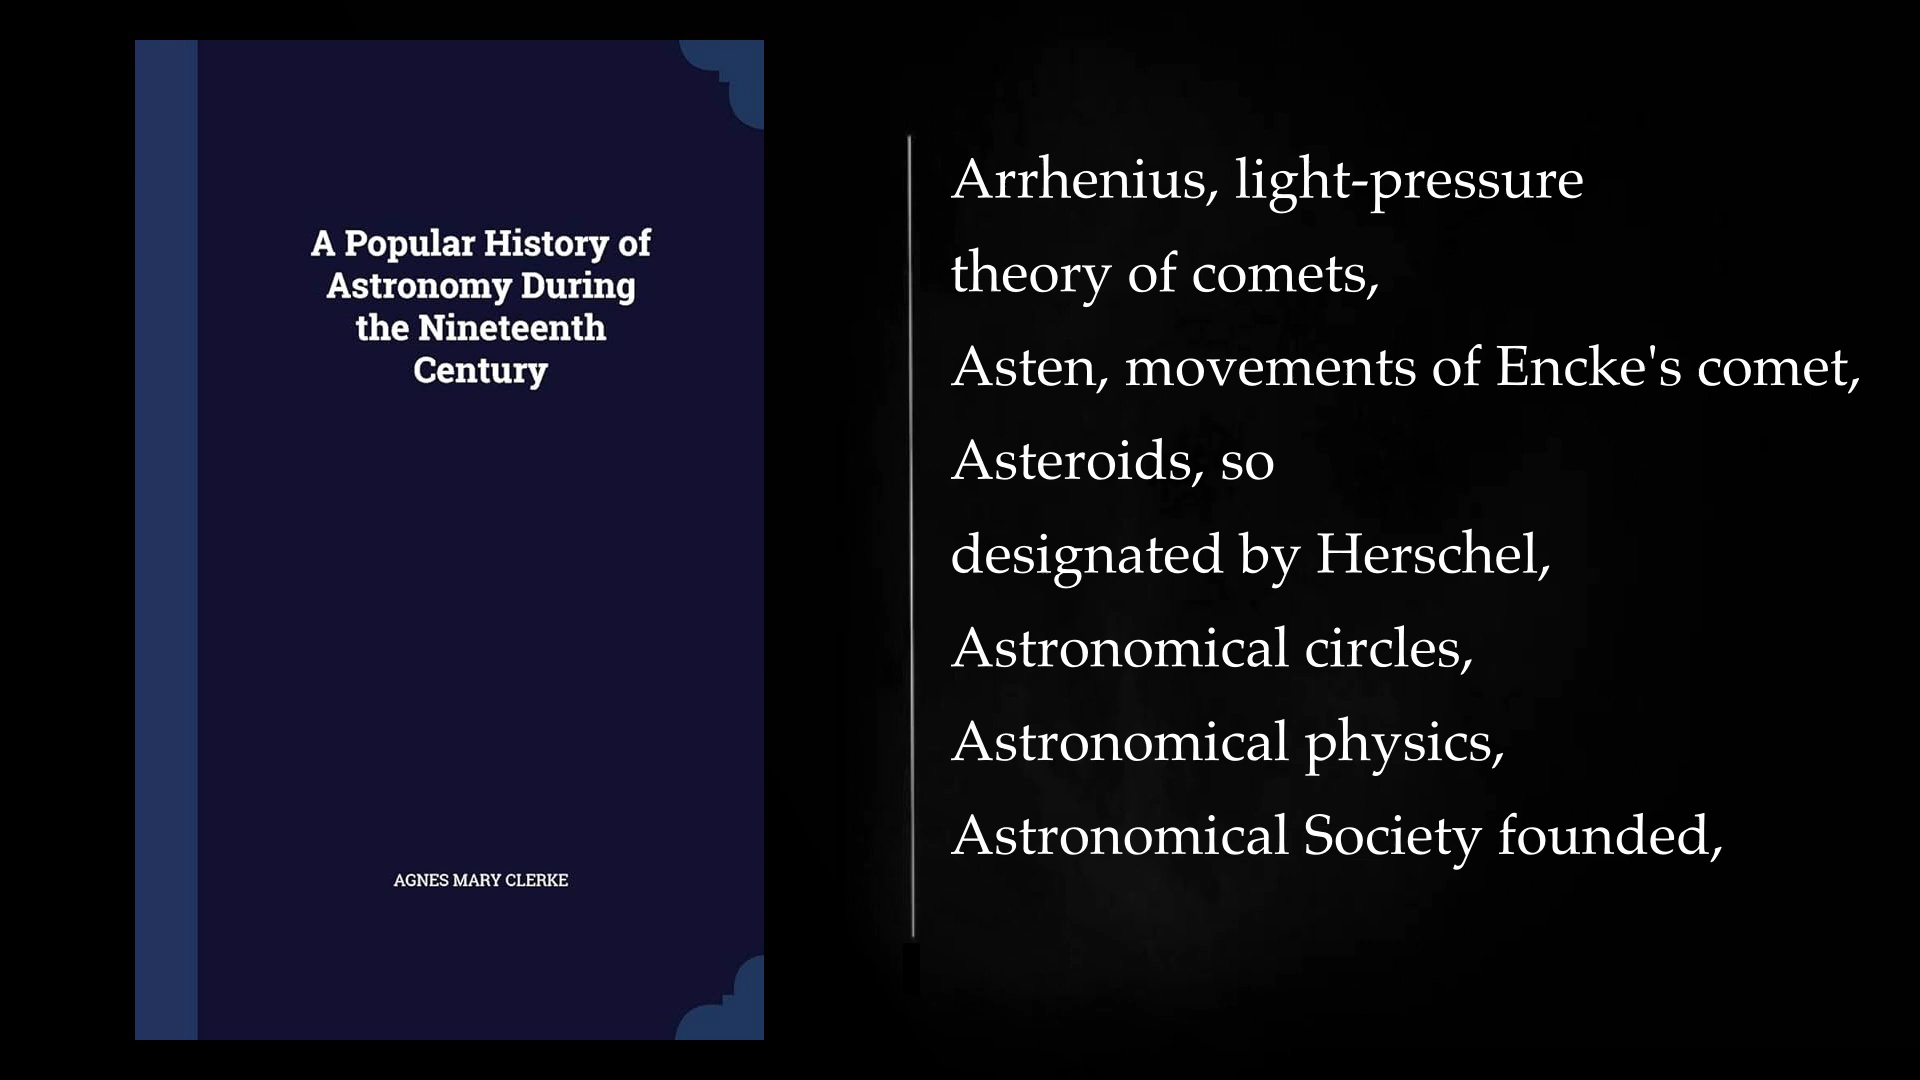 A Popular History of
Astronomy During
the Nineteenth
Century
AGNES MARY CLERKE
Arrhenius, light-pressure
theory of comets,
Asten, movements of Encke's comet,
Asteroids, so
designated by Herschel,
Astronomical circles,
Astronomical physics,
Astronomical Society founded,